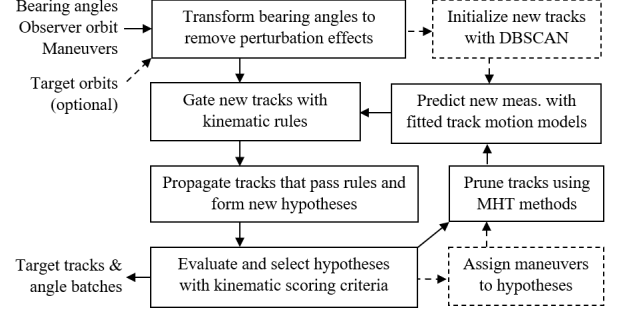 Bearing angles
Observer orbit
Maneuvers
Target orbits
(optional)
Transform bearing angles to
remove perturbation effects
Initialize new tracks
with DBSCAN
Gate new tracks with
kinematic rules
Predict new meas. with
fitted track motion models
Propagate tracks that pass rules and
form new hypotheses
Prune tracks using
MHT methods
Target tracks &
angle batches
Evaluate and select hypotheses
with kinematic scoring criteria
Assign maneuvers
to hypotheses